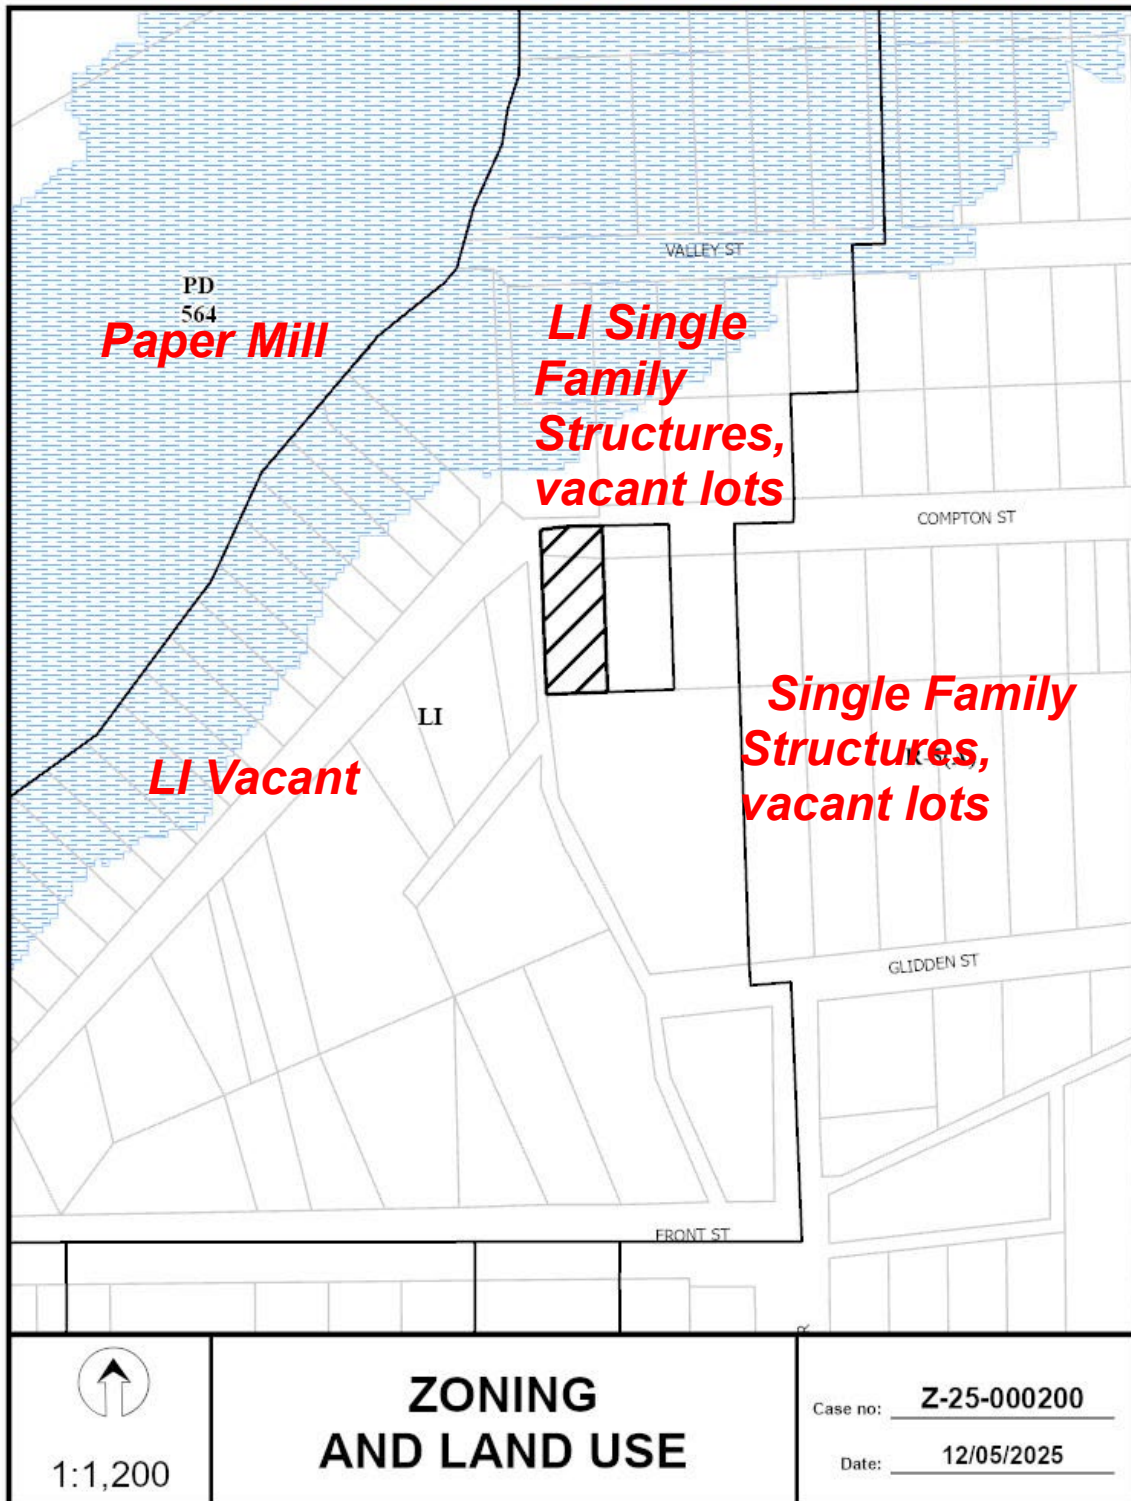 VALLEY ST
PD
564
Paper Mill
LI Single
Family
Structures,
vacant lots
COMPTON ST
LI
LI Vacant
Single Family
Structures,
vacant lots
GLIDDEN ST
FRONT ST
1:1,200
ZONING
AND LAND USE
Case no: Z-25-000200
Date: 12/05/2025